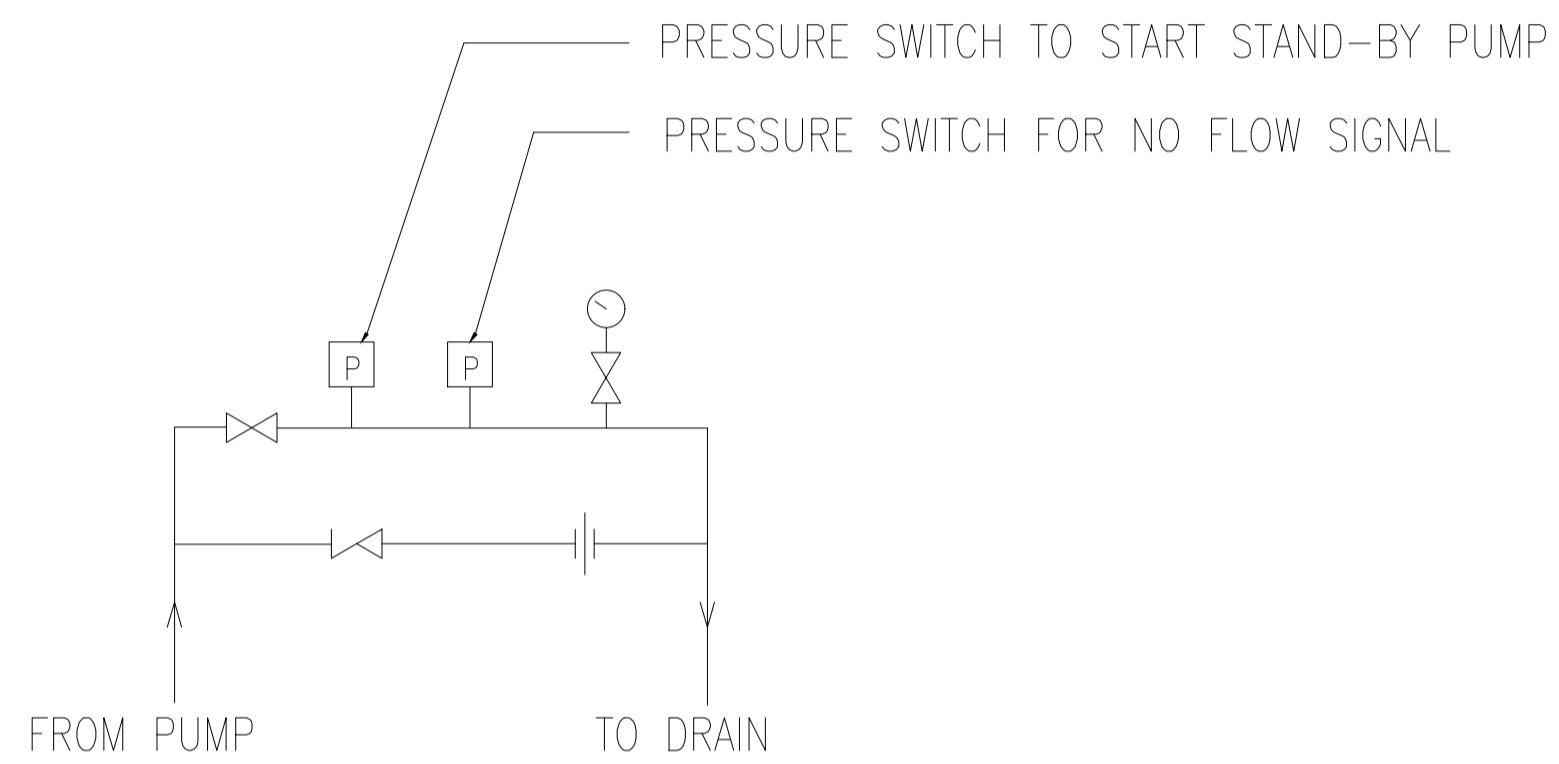 PRESSURE SWITCH TO START STAND-BY PUMP
PRESSURE SWITCH FOR NO FLOW SIGNAL
P
P
FROM PUMP
TO DRAIN